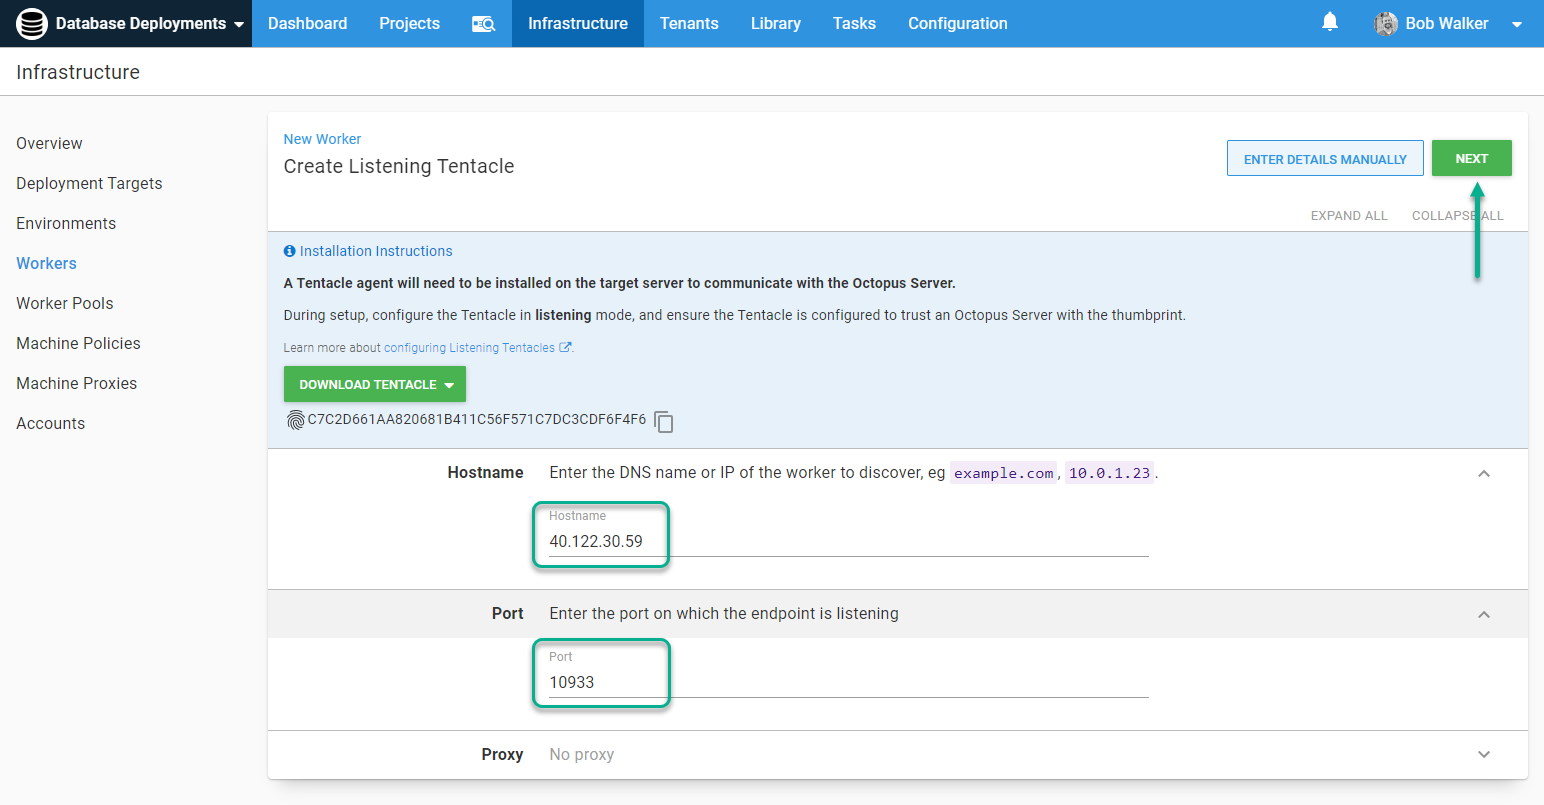 Database Deployments Dashboard Projects Infrastructure Tenants Library Tasks Configuration Bob Walker
Infrastructure
Overview
Deployment Targets
Environments
Workers
Worker Pools
Machine Policies
Machine Proxies
Accounts
New Worker
Create Listening Tentacle
ENTER DETAILS MANUALLY
NEXT
EXPAND ALL COLLAPSE ALL
Installation Instructions
A Tentacle agent will need to be installed on the target server to communicate with the Octopus Server.
During setup, configure the Tentacle in listening mode, and ensure the Tentacle is configured to trust an Octopus Server with the thumbprint.
Learn more about configuring Listening Tentacles .
DOWNLOAD TENTACLE
C7C2D661AA820681B411C56F571C7DC3CDF6F4F6
Hostname Enter the DNS name or IP of the worker to discover, eg example.com, 10.0.1.23.
Hostname
40.122.30.59
Port Enter the port on which the endpoint is listening
Port
10933
Proxy No proxy